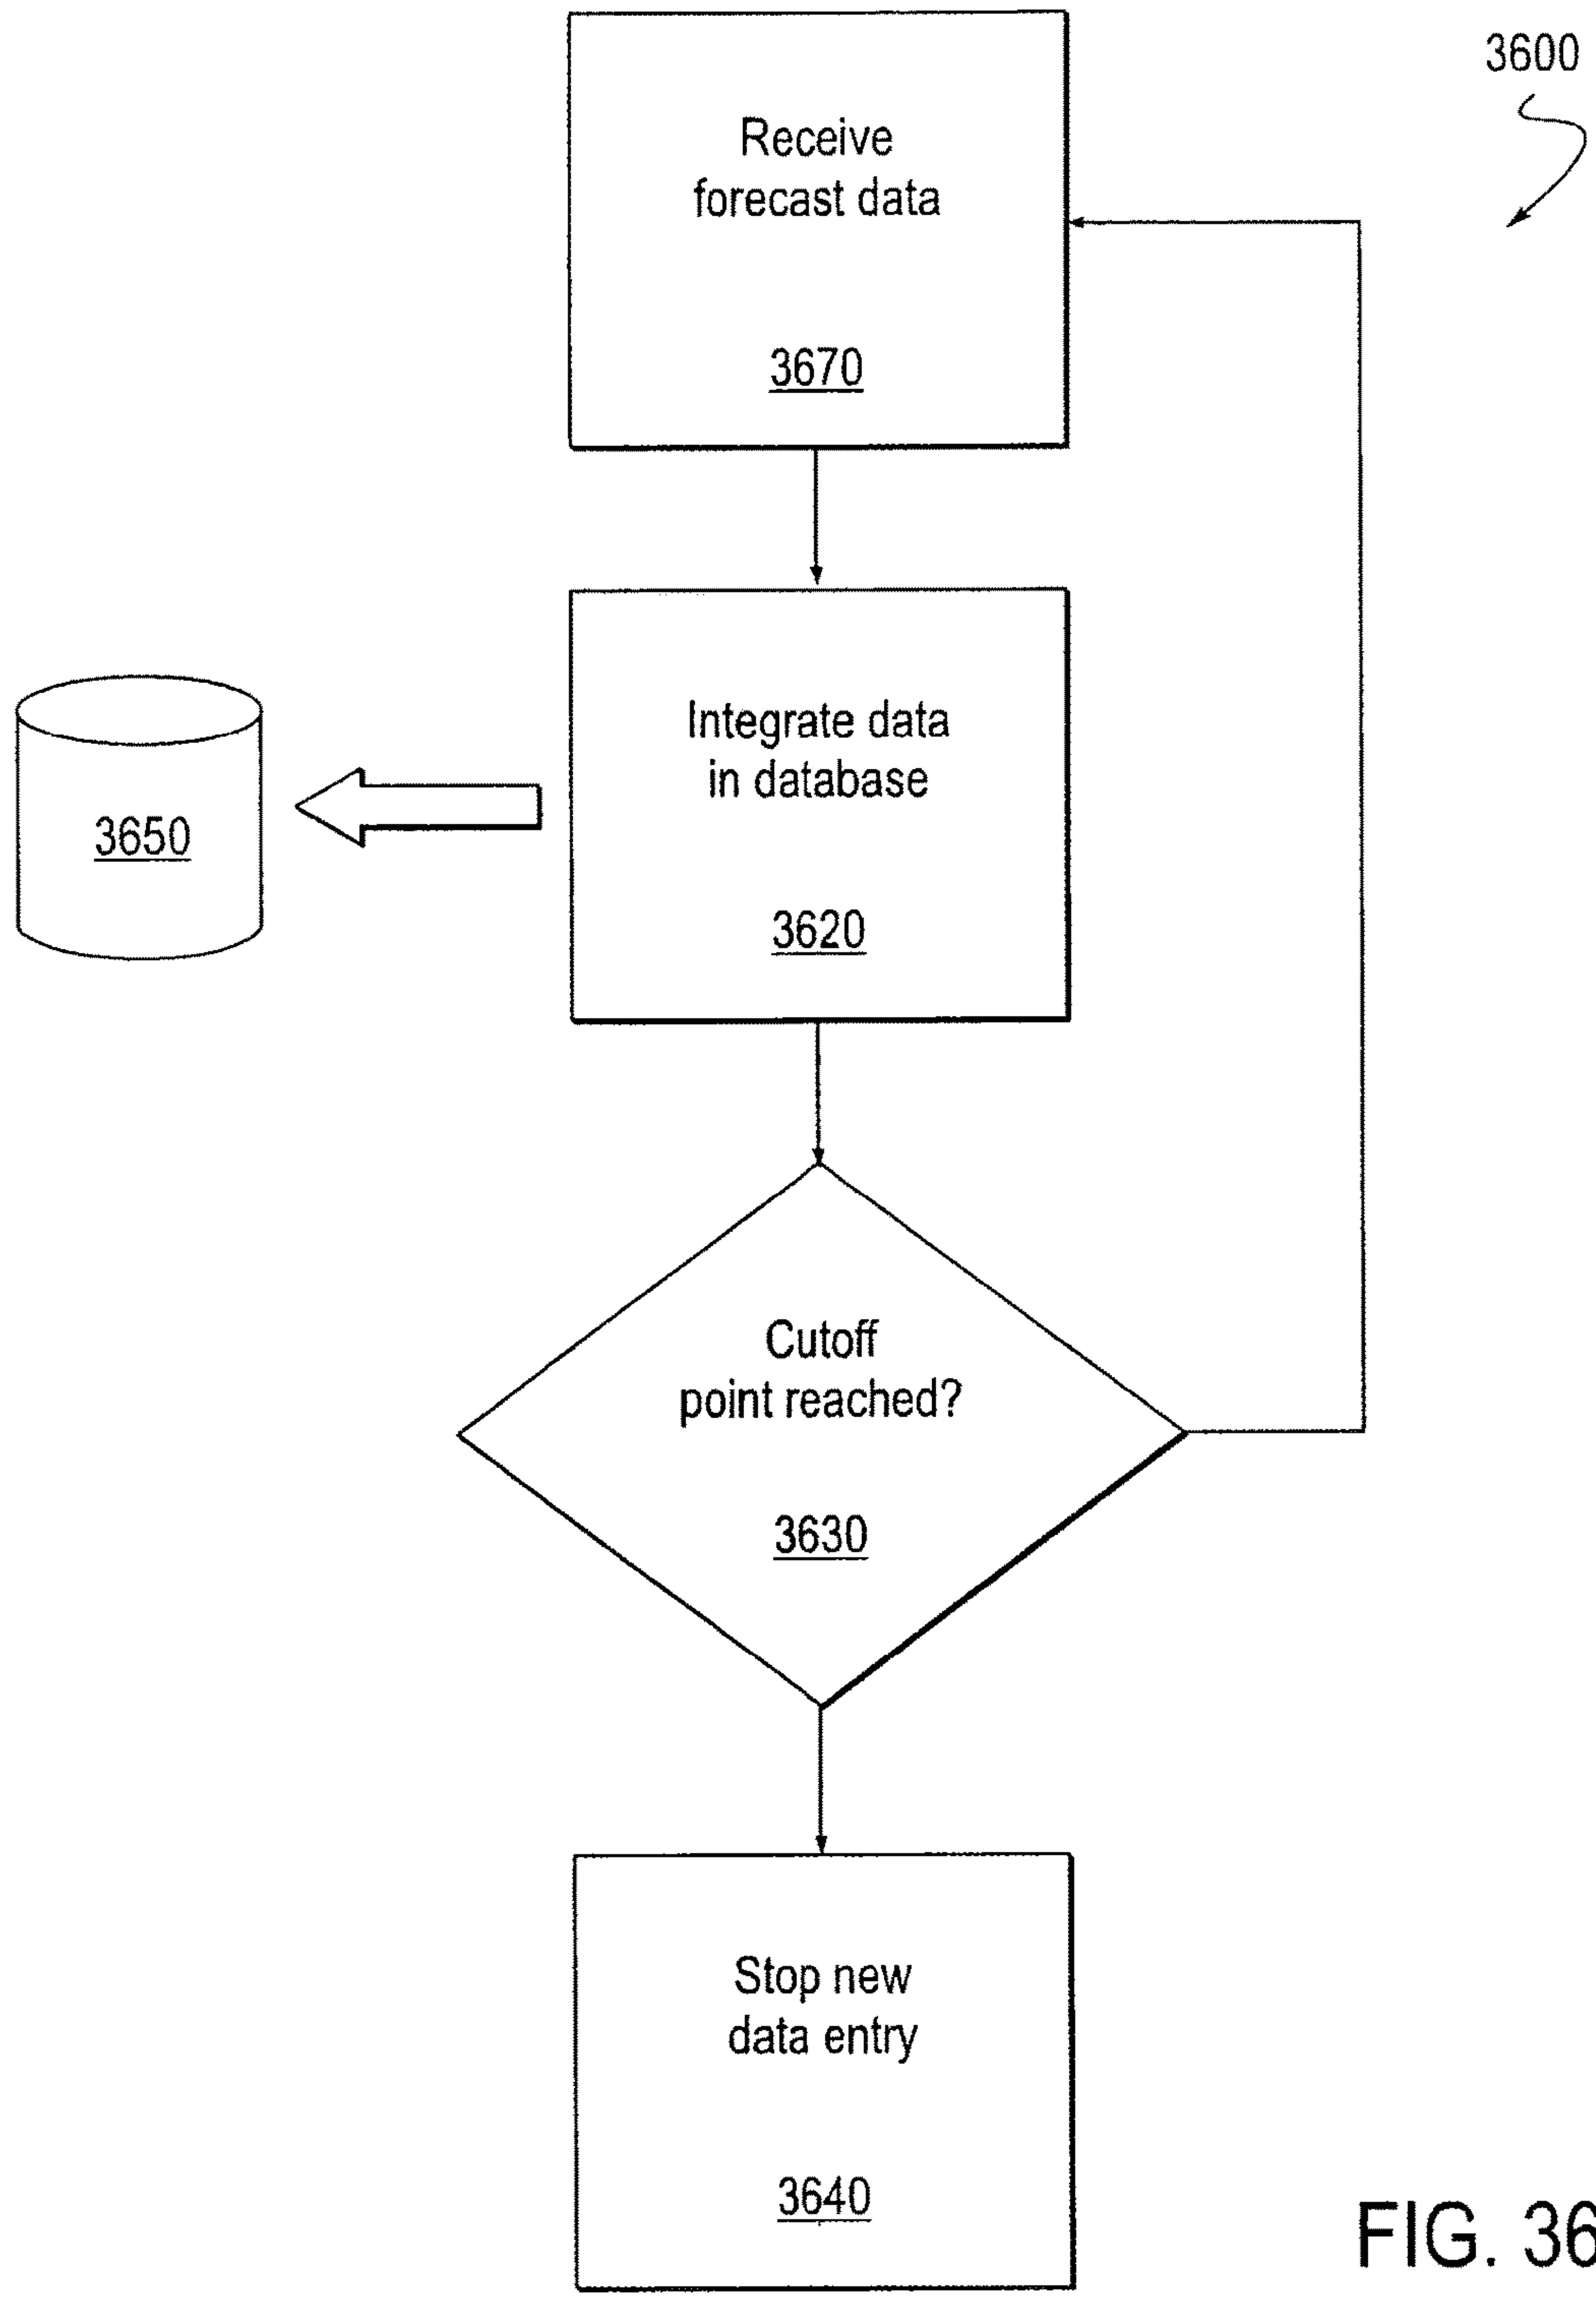 3600
Receive
forecast data
3670
Integrate data
in database
3620
3650
Cutoff
point reached?
3630
Stop new
data entry
3640
FIG. 36